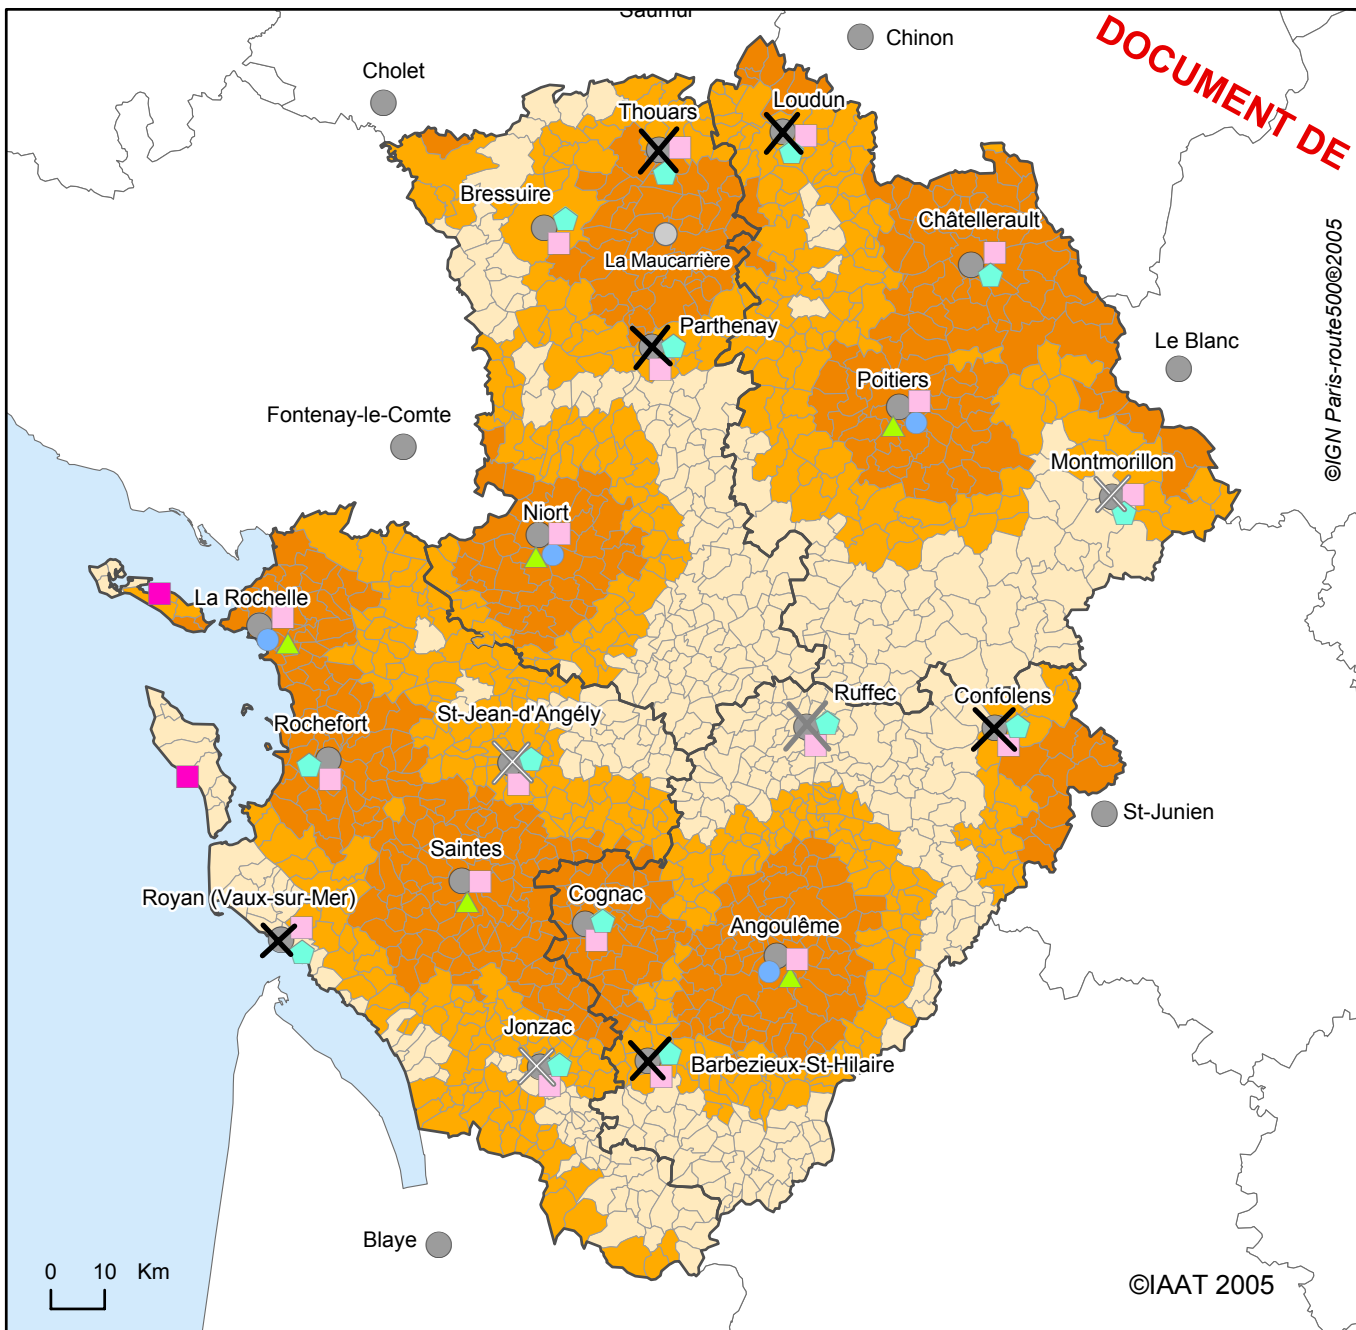 Saumur
Chinon
DOCUMENT DE
Cholet
Thouars
Loudun
Bressuire
Châtellerault
La Maucarrière
©IGN Paris-route500®2005
Parthenay
Le Blanc
Poitiers
Fontenay-le-Comte
Montmorillon
Niort
La Rochelle
Ruffec
Confolens
St-Jean-d'Angély
Rochefort
St-Junien
Saintes
Royan (Vaux-sur-Mer)
Cognac
Angoulême
Jonzac
Barbezieux-St-Hilaire
Blaye
0 10 Km
©IAAT 2005